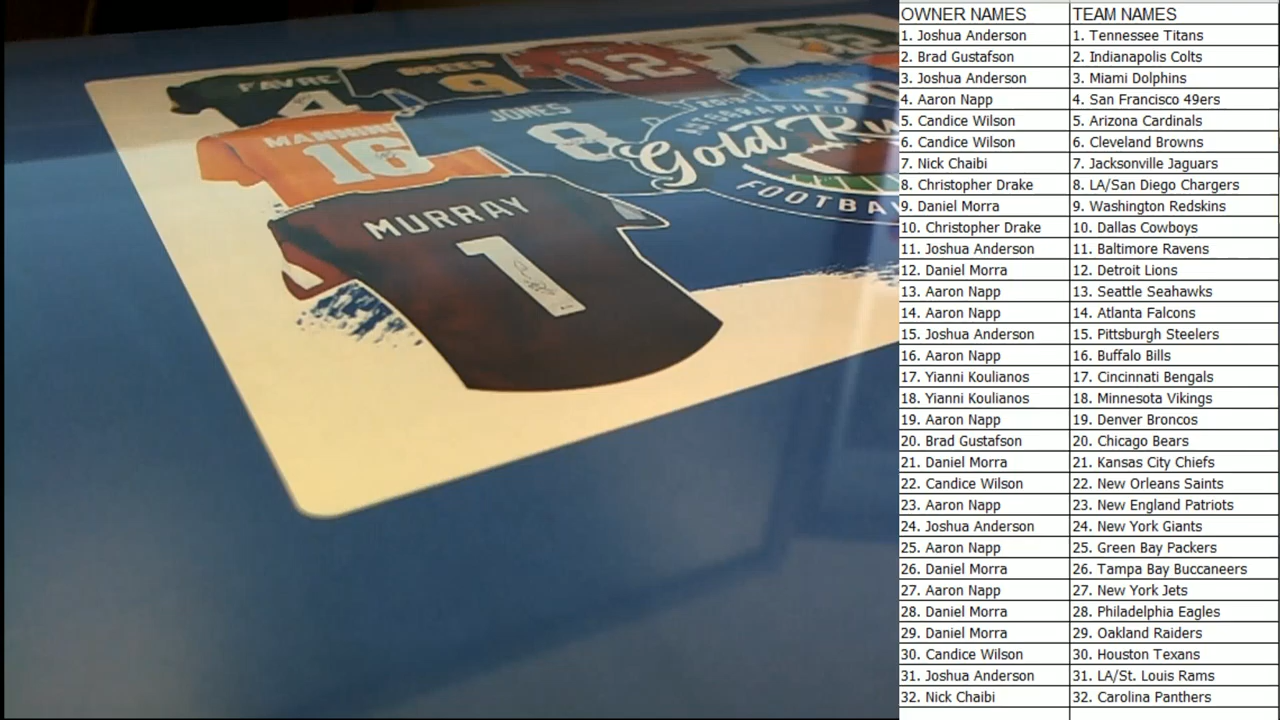 FAVRE
4
BREES
9
12
7
MANNING
16
JONES
8
2019
AUTOGRAPHED
Gold Ru
FOOTBA
MURRAY
1
OWNER NAMES TEAM NAMES
1. Joshua Anderson 1. Tennessee Titans
2. Brad Gustafson 2. Indianapolis Colts
3. Joshua Anderson 3. Miami Dolphins
4. Aaron Napp 4. San Francisco 49ers
5. Candice Wilson 5. Arizona Cardinals
6. Candice Wilson 6. Cleveland Browns
7. Nick Chaibi 7. Jacksonville Jaguars
8. Christopher Drake 8. LA/San Diego Chargers
9. Daniel Morra 9. Washington Redskins
10. Christopher Drake 10. Dallas Cowboys
11. Joshua Anderson 11. Baltimore Ravens
12. Daniel Morra 12. Detroit Lions
13. Aaron Napp 13. Seattle Seahawks
14. Aaron Napp 14. Atlanta Falcons
15. Joshua Anderson 15. Pittsburgh Steelers
16. Aaron Napp 16. Buffalo Bills
17. Yianni Koulianos 17. Cincinnati Bengals
18. Yianni Koulianos 18. Minnesota Vikings
19. Aaron Napp 19. Denver Broncos
20. Brad Gustafson 20. Chicago Bears
21. Daniel Morra 21. Kansas City Chiefs
22. Candice Wilson 22. New Orleans Saints
23. Aaron Napp 23. New England Patriots
24. Joshua Anderson 24. New York Giants
25. Aaron Napp 25. Green Bay Packers
26. Daniel Morra 26. Tampa Bay Buccaneers
27. Aaron Napp 27. New York Jets
28. Daniel Morra 28. Philadelphia Eagles
29. Daniel Morra 29. Oakland Raiders
30. Candice Wilson 30. Houston Texans
31. Joshua Anderson 31. LA/St. Louis Rams
32. Nick Chaibi 32. Carolina Panthers